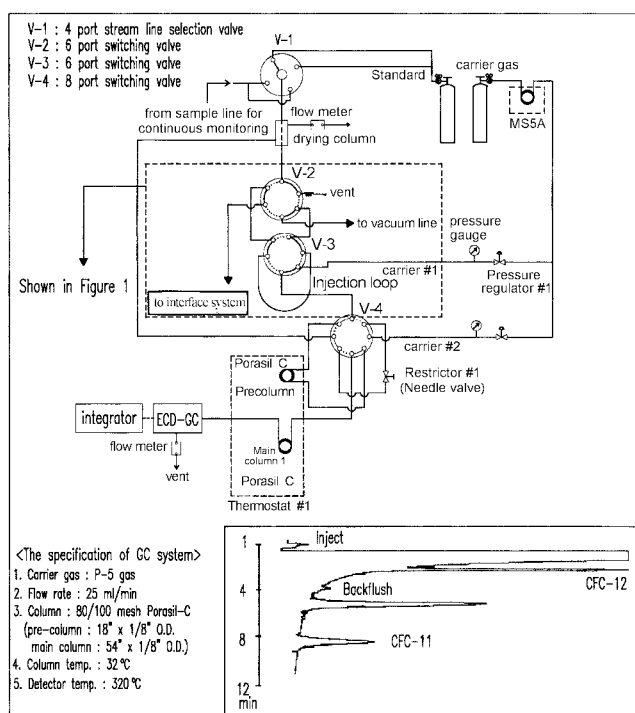 V-1 : 4 port stream line selection valve
V-2 : 6 port switching valve
V-3 : 6 port switching valve
V-4 : 8 port switching valve
V-1
Standard
carrier gas
MS5A
from sample line for
continuous monitoring
flow meter
drying column
V-2
vent
to vacuum line
V-3
pressure
gauge
carrier #1
Pressure
regulator #1
Injection loop
Shown in Figure 1
to interface system
V-4
carrier #2
Restrictor #1
(Needle valve)
Porasil C
Precolumn
integrator
ECD-GC
flow meter
vent
Main
column 1
Porasil C
Thermostat #1
<The specification of GC system>
1. Carrier gas : P-5 gas
2. Flow rate : 25 ml/min
3. Column : 80/100 mesh Porasil-C
(pre-column : 18" x 1/8" O.D.
main column : 54" x 1/8" O.D.)
4. Column temp. : 32℃
5. Detector temp. : 320℃
1
Inject
4
Backflush
CFC-12
8
CFC-11
12
min